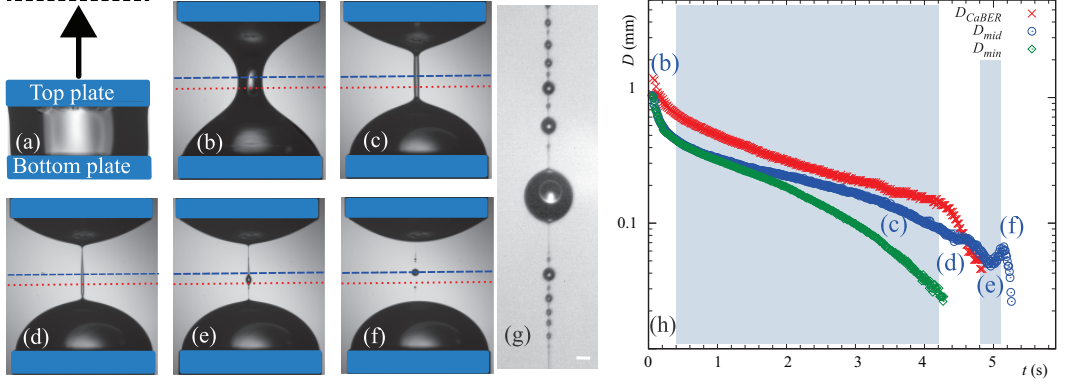 Top plate
(a)
Bottom plate
(b)
(c)
(d)
(e)
(f)
(g)
D (mm)
1
0.1
D_CaBER
D_mid
D_min
(b)
(c)
(d)
(e)
(f)
(h)
0
1
2
3
4
5
t (s)